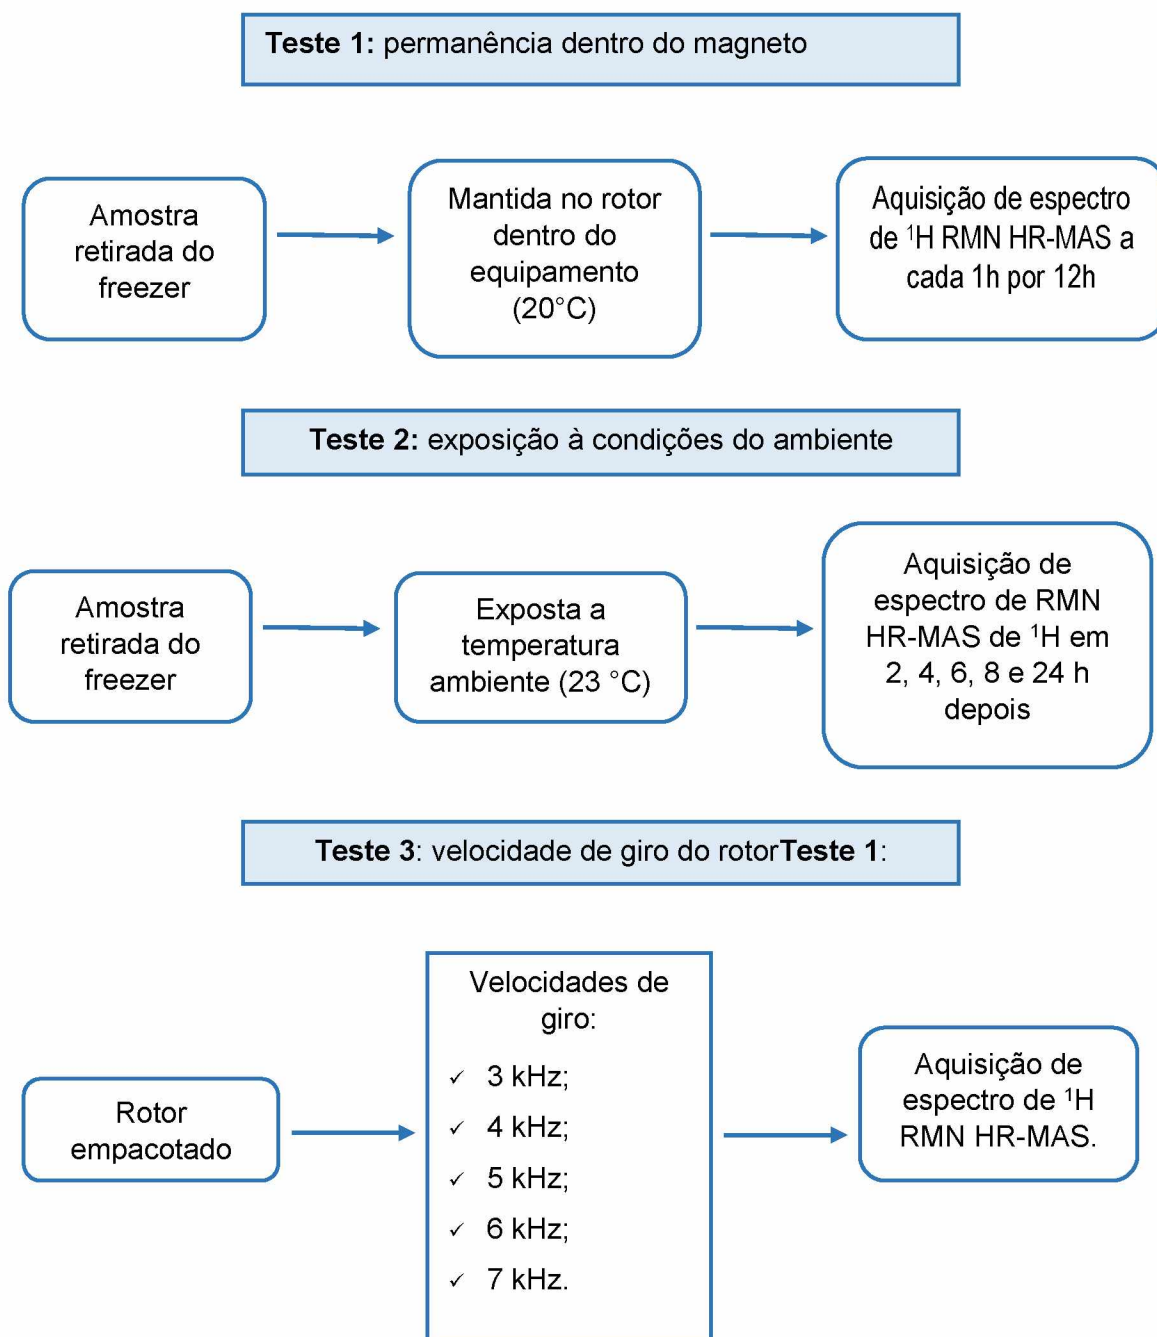 Teste 1: permanência dentro do magneto
Amostra
retirada do
freezer
Mantida no rotor
dentro do
equipamento
(20°C)
Aquisição de espectro
de ¹H RMN HR-MAS a
cada 1h por 12h
Teste 2: exposição à condições do ambiente
Amostra
retirada do
freezer
Exposta a
temperatura
ambiente (23 °C)
Aquisição de
espectro de RMN
HR-MAS de ¹H em
2, 4, 6, 8 e 24 h
depois
Teste 3: velocidade de giro do rotorTeste 1:
Rotor
empacotado
Velocidades de
giro:
✓ 3 kHz;
✓ 4 kHz;
✓ 5 kHz;
✓ 6 kHz;
✓ 7 kHz.
Aquisição de
espectro de ¹H
RMN HR-MAS.